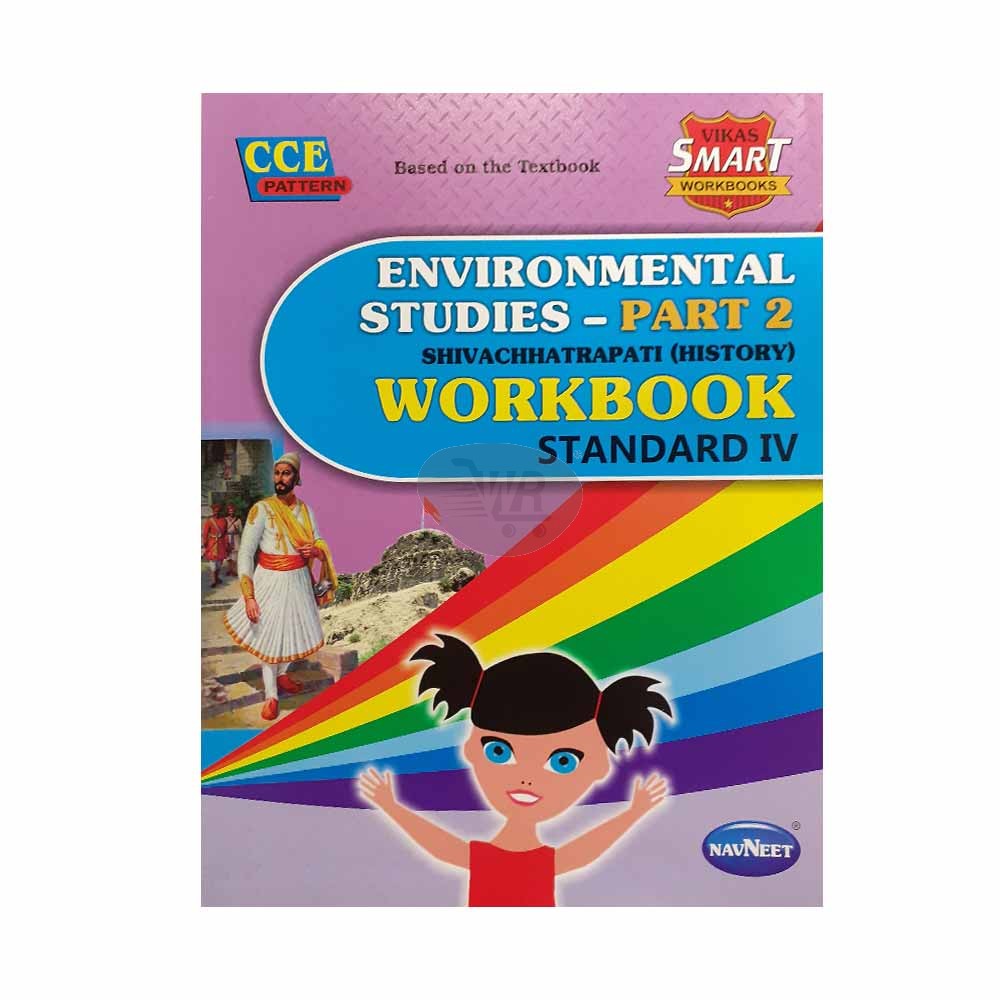 CCE
PATTERN
Based on the Textbook
VIKAS
SMART
WORKBOOKS
ENVIRONMENTAL
STUDIES – PART 2
SHIVACHHATRAPATI (HISTORY)
WORKBOOK
STANDARD IV
WR
NAVNEET ®